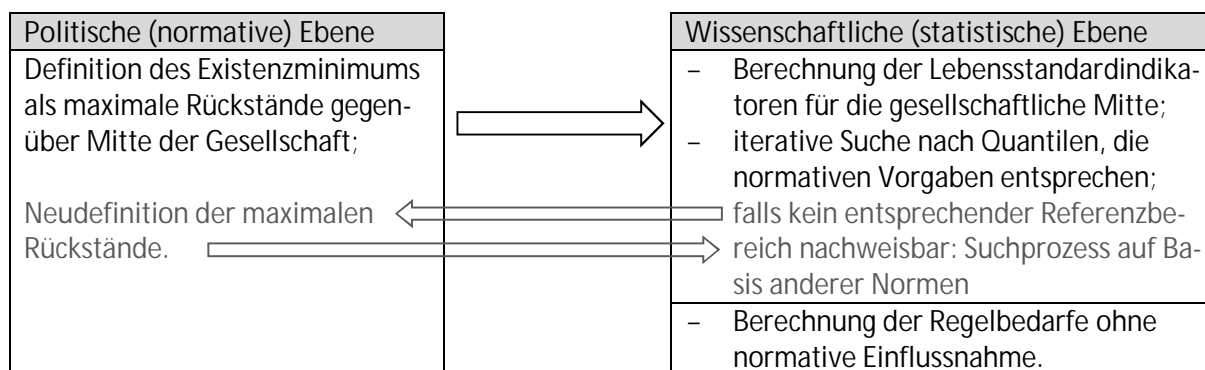 Politische (normative) Ebene
Definition des Existenzminimums
als maximale Rückstände gegen-
über Mitte der Gesellschaft;
Neudefinition der maximalen
Rückstände.
Wissenschaftliche (statistische) Ebene
– Berechnung der Lebensstandardindika-
toren für die gesellschaftliche Mitte;
– iterative Suche nach Quantilen, die
normativen Vorgaben entsprechen;
falls kein entsprechender Referenzbe-
reich nachweisbar: Suchprozess auf Ba-
sis anderer Normen
– Berechnung der Regelbedarfe ohne
normative Einflussnahme.